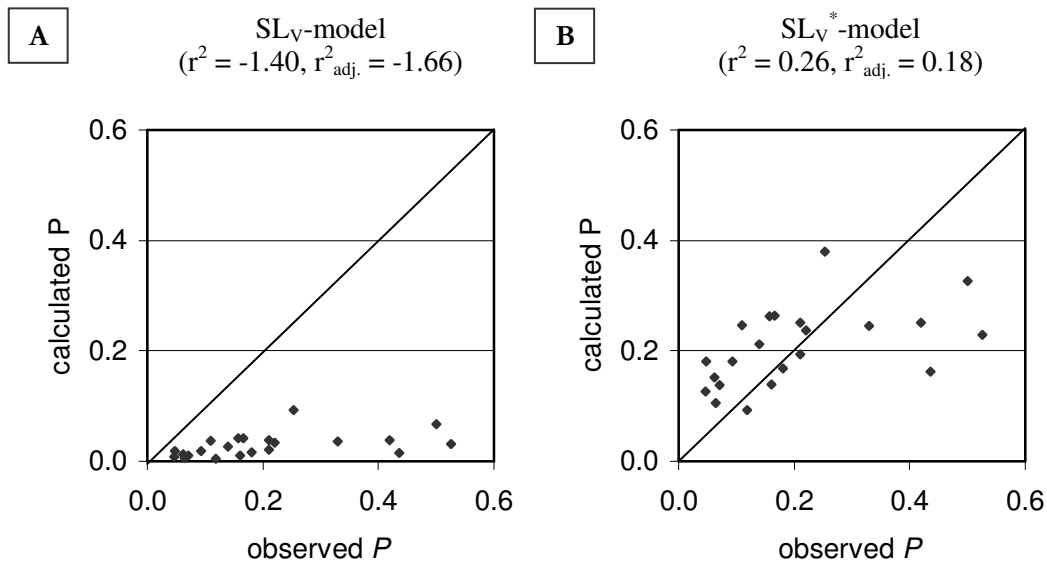 A
SLV-model
(r2 = -1.40, r2adj. = -1.66)
0.6
0.4
0.2
0.0
calculated P
0.0 0.2 0.4 0.6
observed P
B
SLV*-model
(r2 = 0.26, r2adj. = 0.18)
0.6
0.4
0.2
0.0
calculated P
0.0 0.2 0.4 0.6
observed P